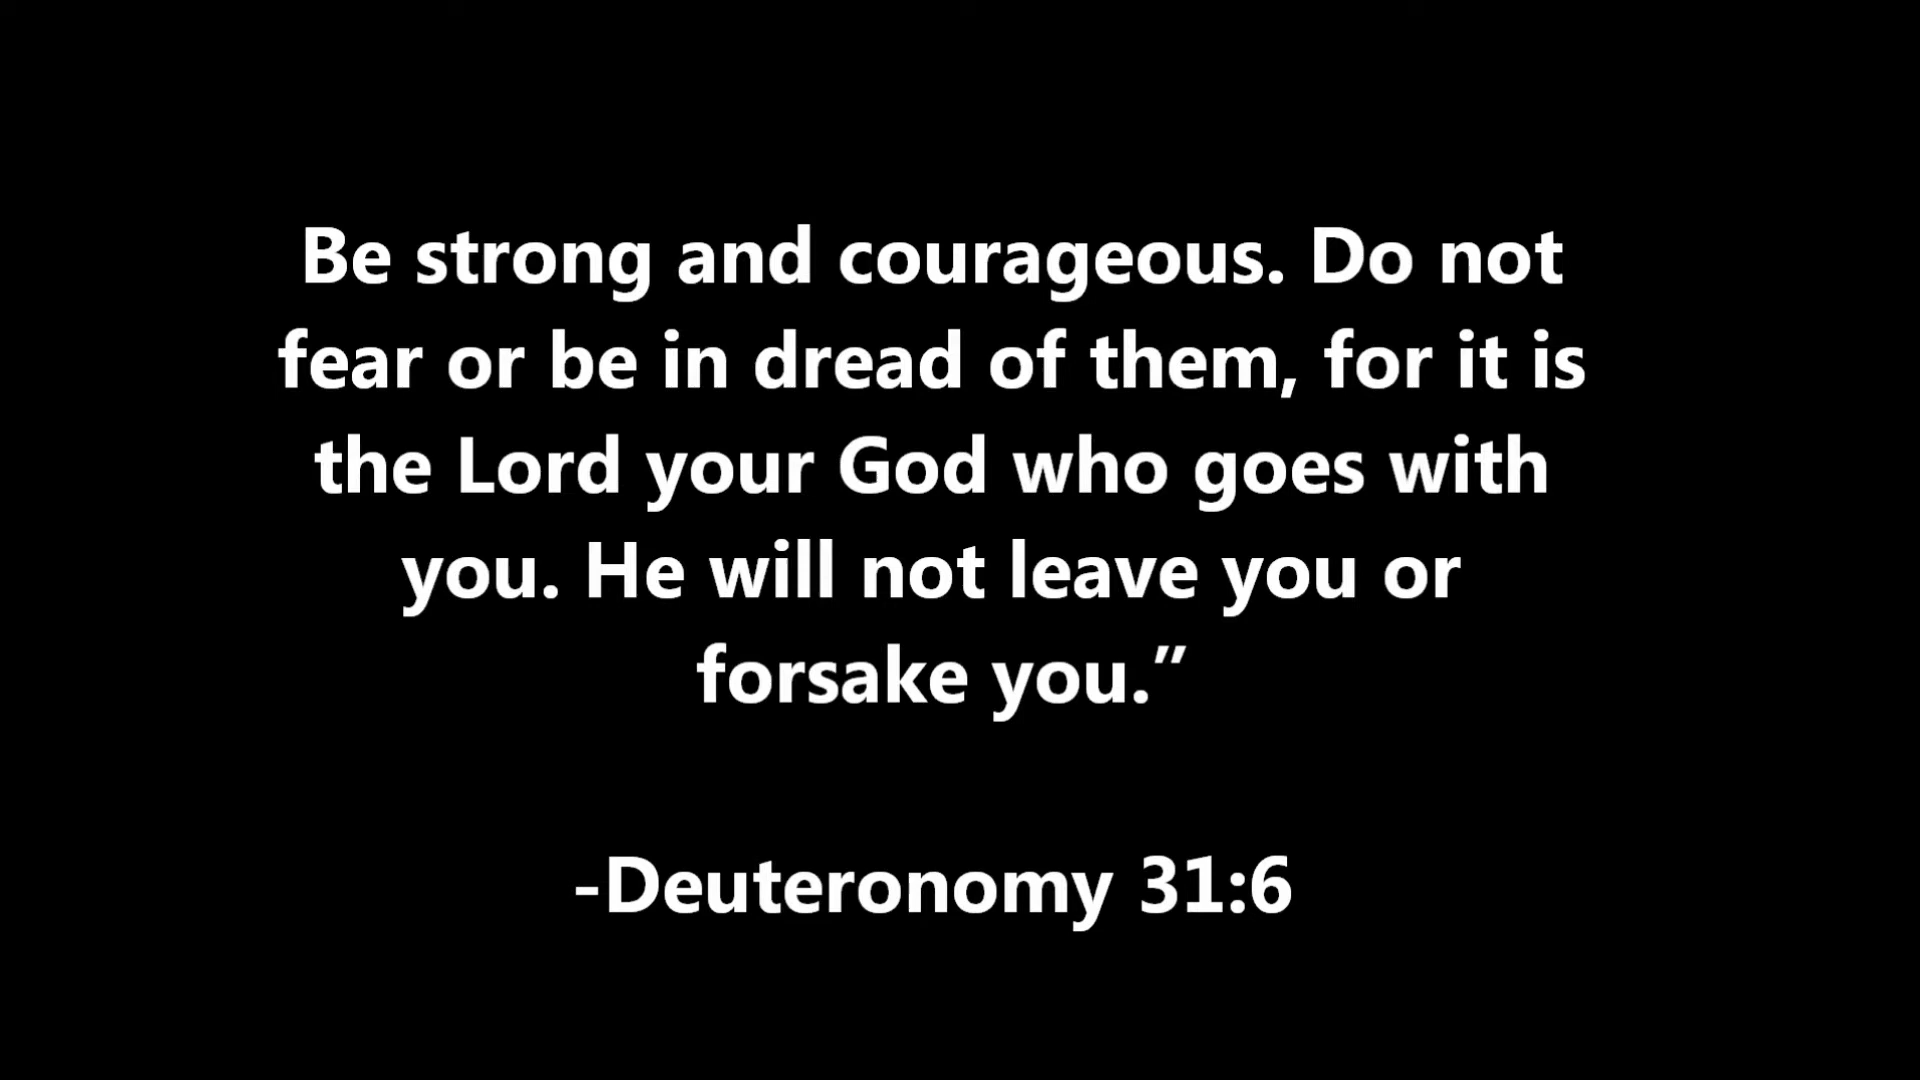 Be strong and courageous. Do not
fear or be in dread of them, for it is
the Lord your God who goes with
you. He will not leave you or
forsake you.”
-Deuteronomy 31:6